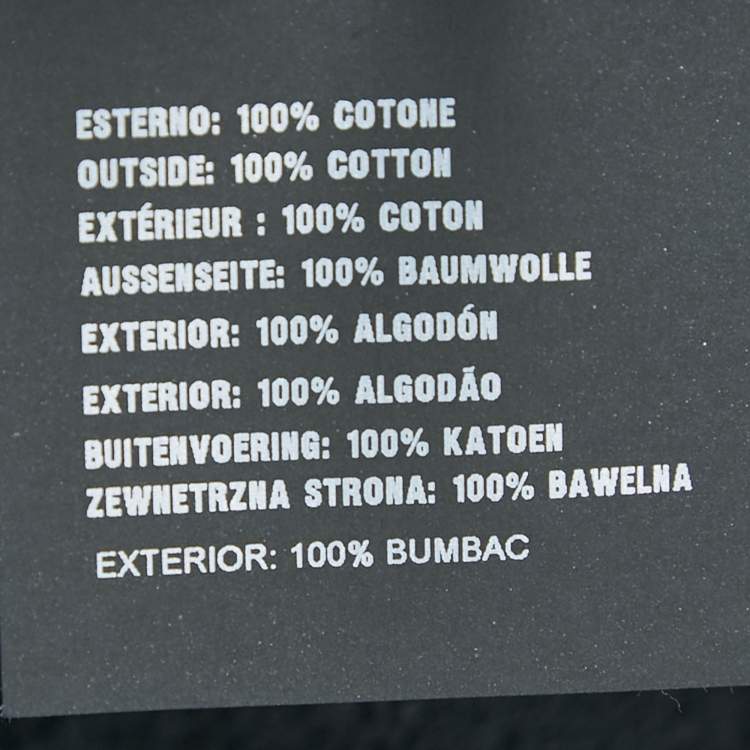 ESTERNO: 100% COTONE
OUTSIDE: 100% COTTON
EXTÉRIEUR : 100% COTON
AUSSENSEITE: 100% BAUMWOLLE
EXTERIOR: 100% ALGODÓN
EXTERIOR: 100% ALGODÃO
BUITENVOERING: 100% KATOEN
ZEWNETRZNA STRONA: 100% BAWELNA
EXTERIOR: 100% BUMBAC